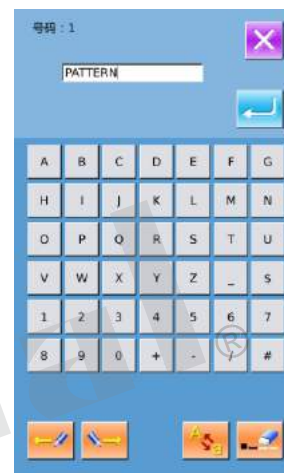 号码：1
PATTERN
A B C D E F G
H I J K L M N
O P Q R S T U
V W X Y Z _ s
1 2 3 4 5 6 7
8 9 0 + - / #
A B